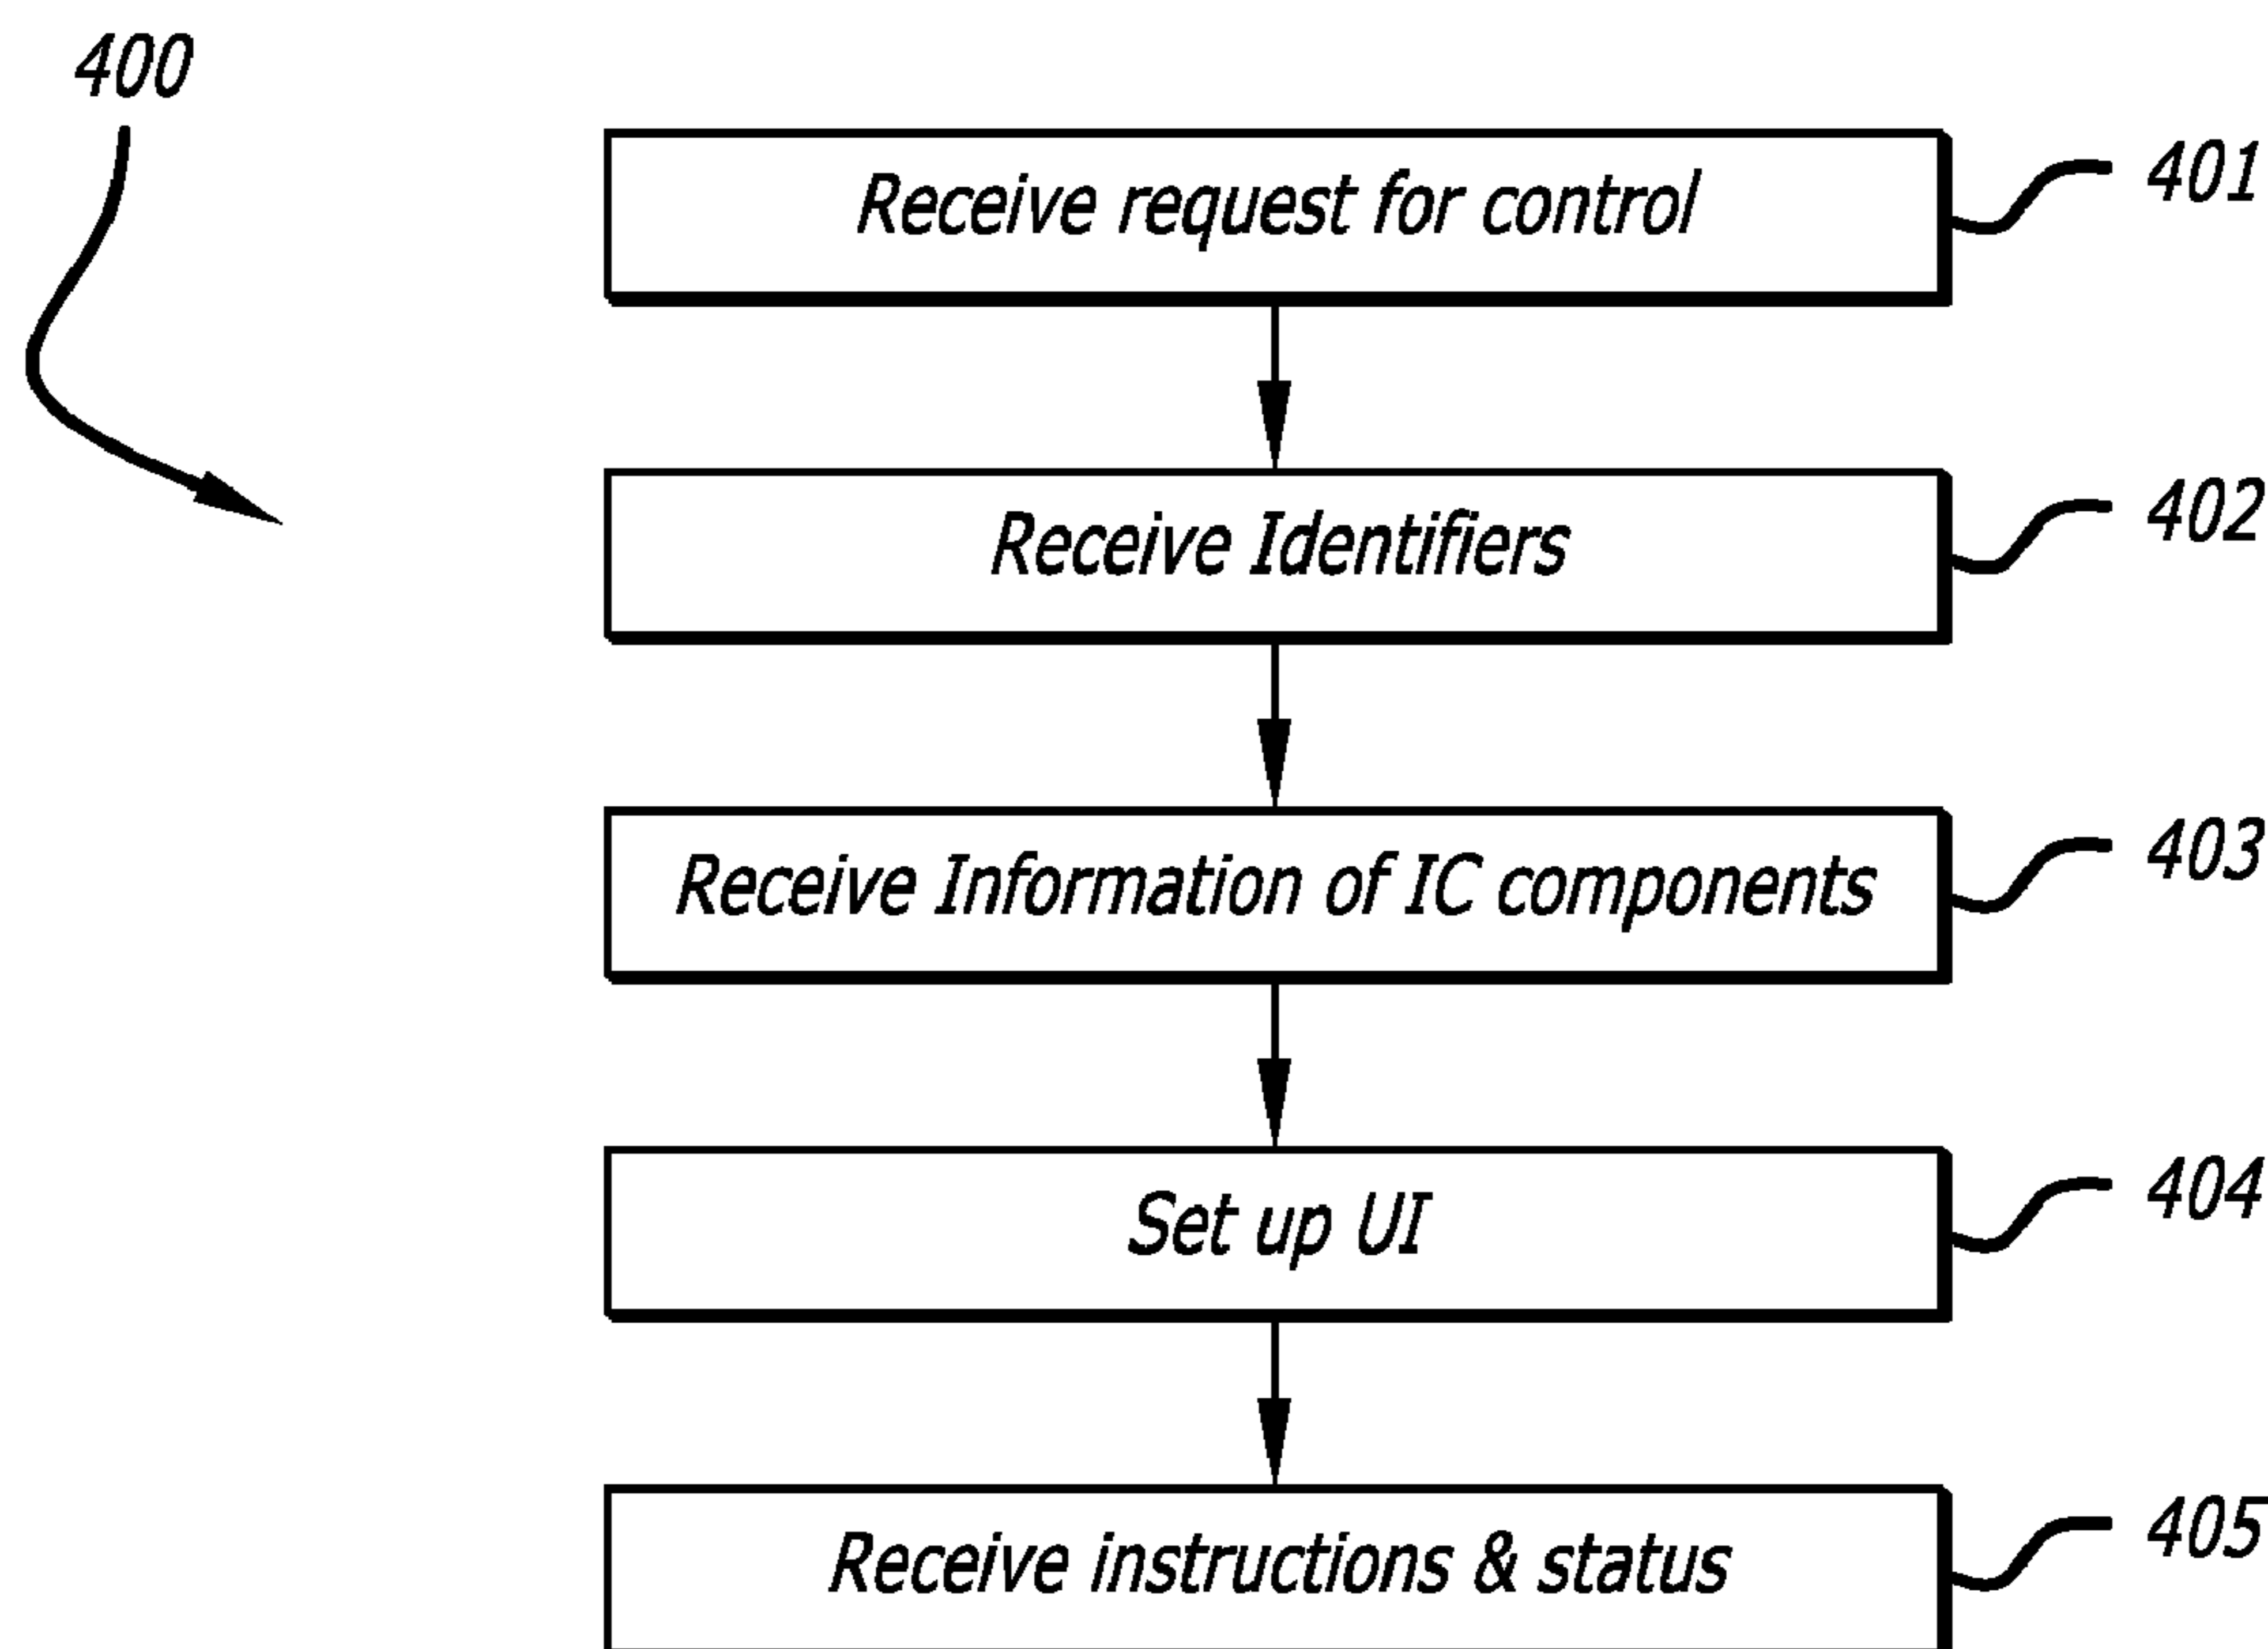 400
Receive request for control
401
Receive Identifiers
402
Receive Information of IC components
403
Set up UI
404
Receive instructions & status
405